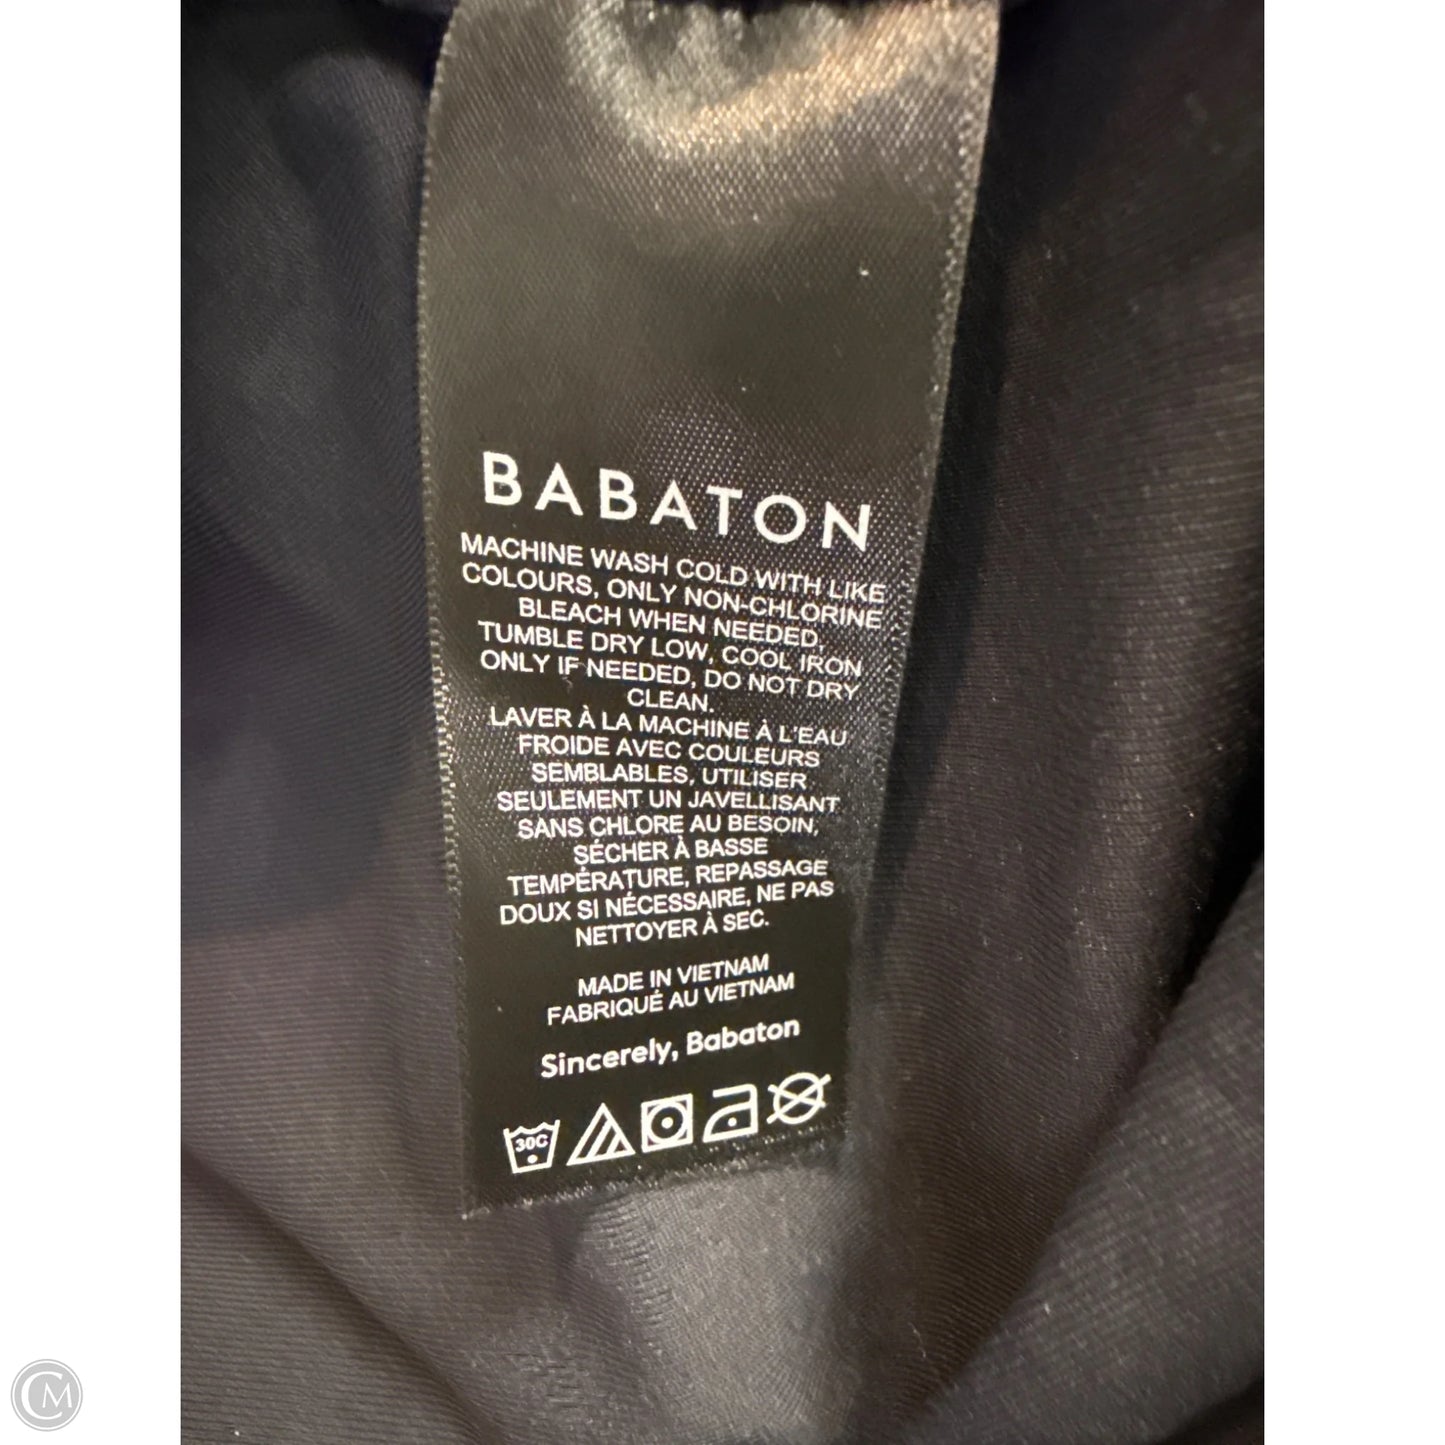 BABATON
MACHINE WASH COLD WITH LIKE
COLOURS, ONLY NON-CHLORINE
BLEACH WHEN NEEDED,
TUMBLE DRY LOW, COOL IRON
ONLY IF NEEDED, DO NOT DRY
CLEAN.
LAVER À LA MACHINE À L'EAU
FROIDE AVEC COULEURS
SEMBLABLES, UTILISER
SEULEMENT UN JAVELLISANT
SANS CHLORE AU BESOIN,
SÉCHER À BASSE
TEMPÉRATURE, REPASSAGE
DOUX SI NÉCESSAIRE, NE PAS
NETTOYER À SEC.
MADE IN VIETNAM
FABRIQUÉ AU VIETNAM
Sincerely, Babaton
30C
CM